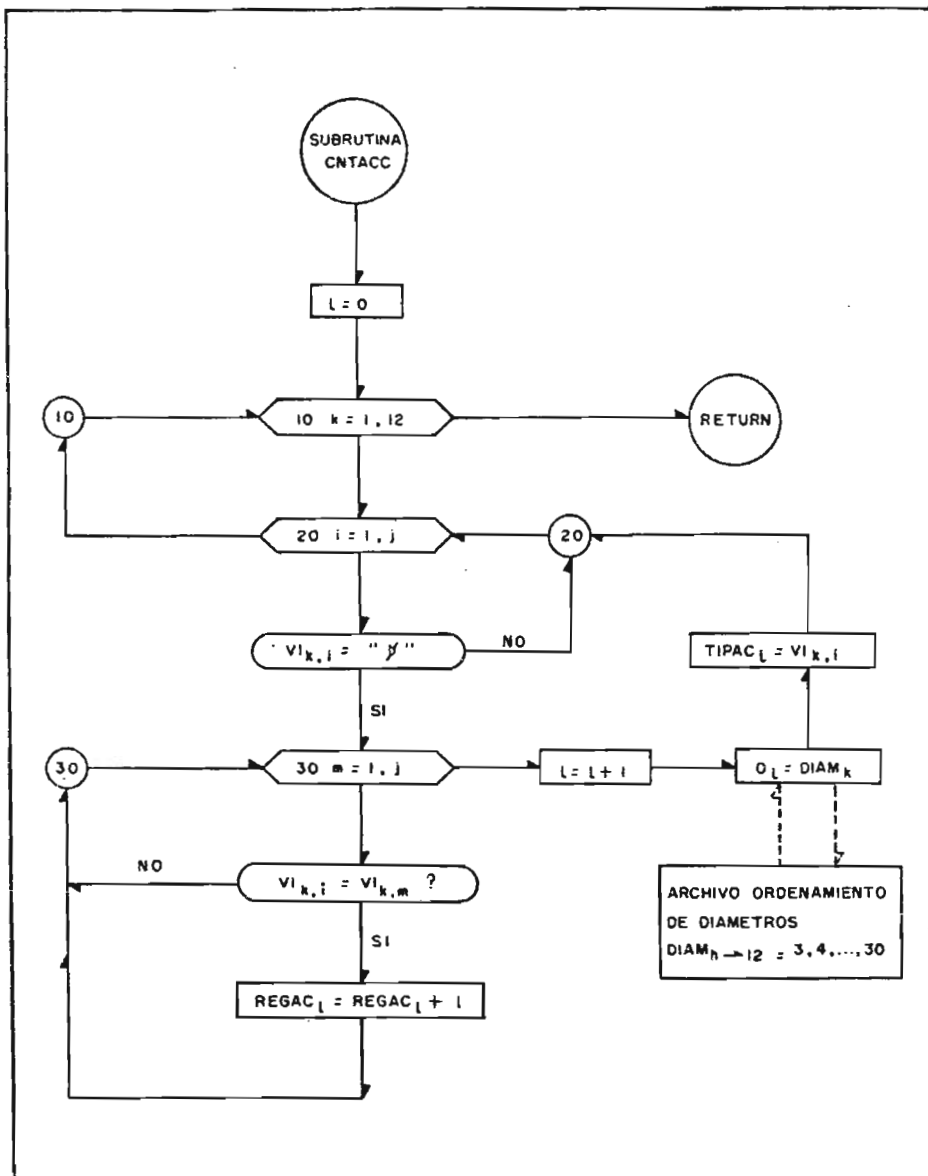 SUBRUTINA
CNTACC
l = 0
10
10 k = 1, 12
RETURN
20 i = 1, j
20
VI k,i = " "
NO
TIPAC l = VI k,i
SI
30
30 m = 1, j
l = l + 1
O l = DIAM k
NO
VI k,i = VI k,m ?
SI
REGAC l = REGAC l + 1
ARCHIVO ORDENAMIENTO
DE DIAMETROS
DIAM h → 12 = 3, 4, ..., 30